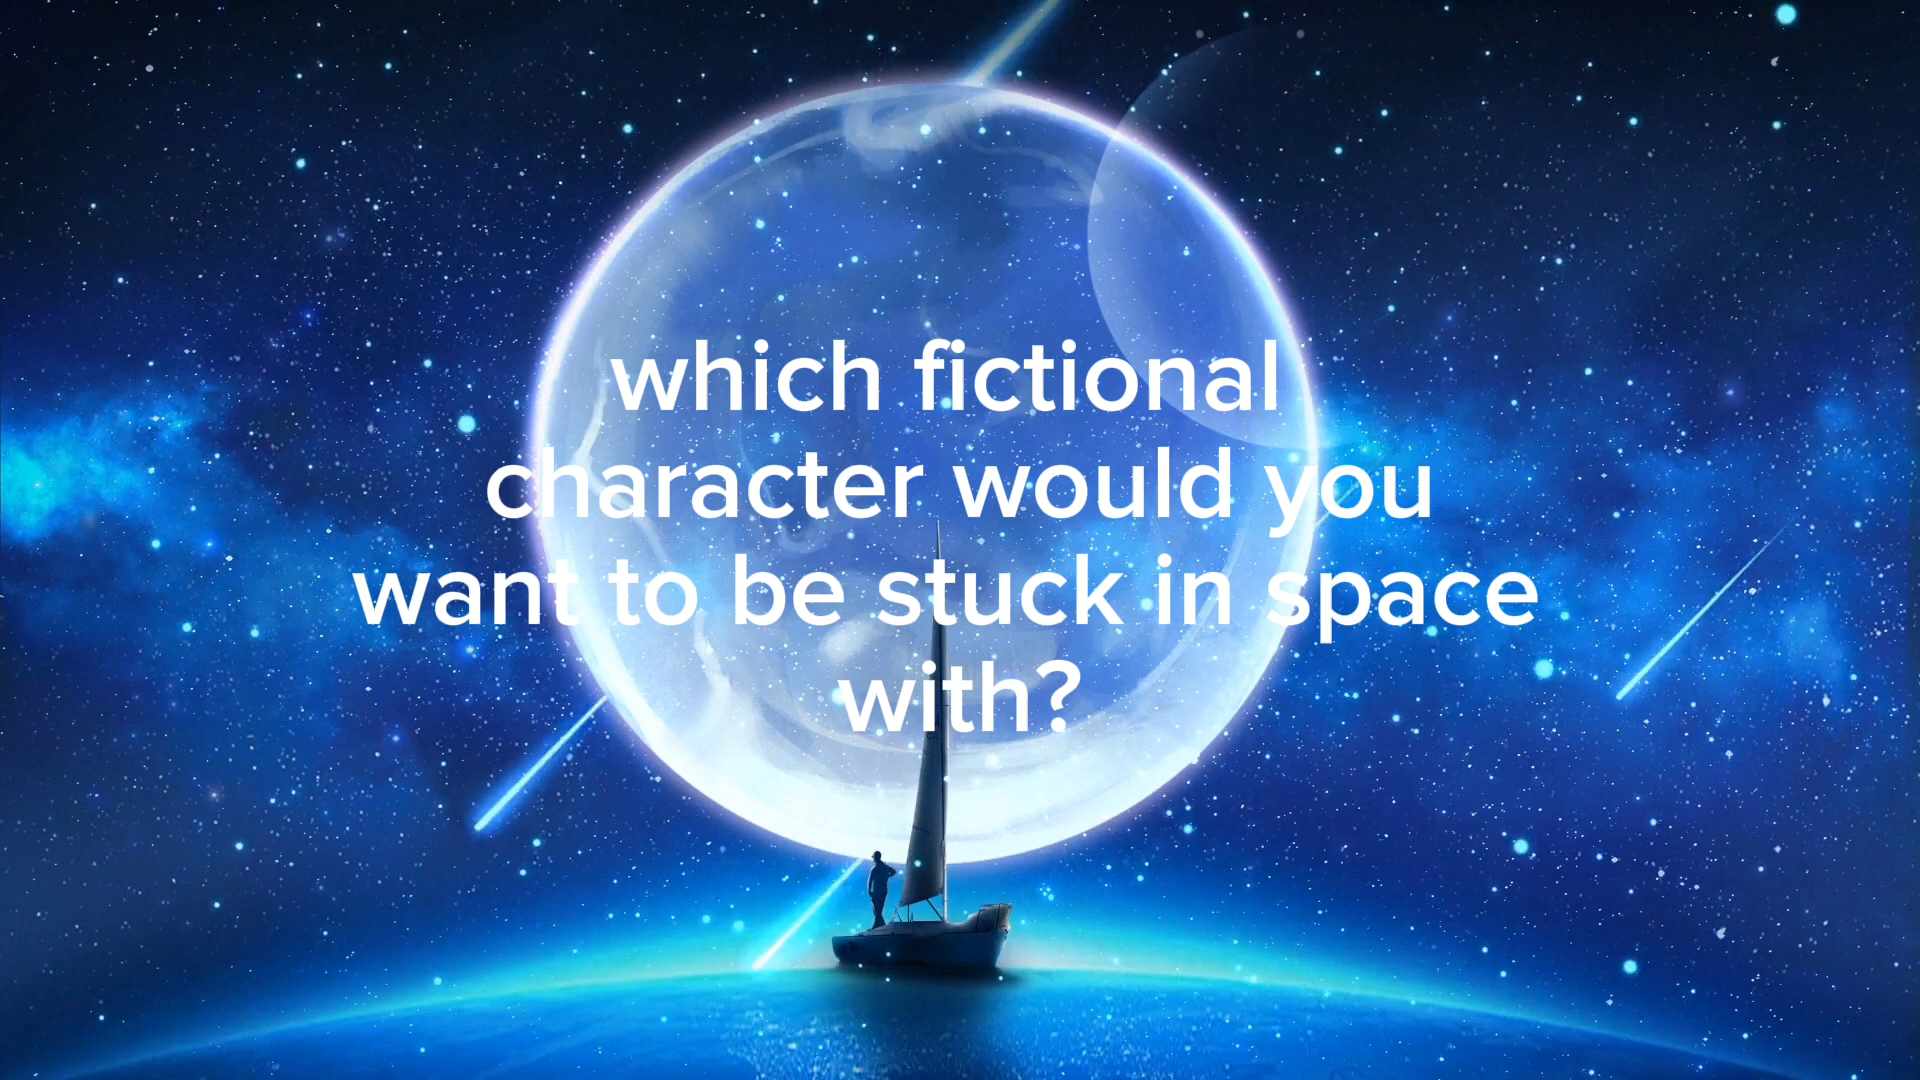 which fictional
character would you
want to be stuck in space
with?